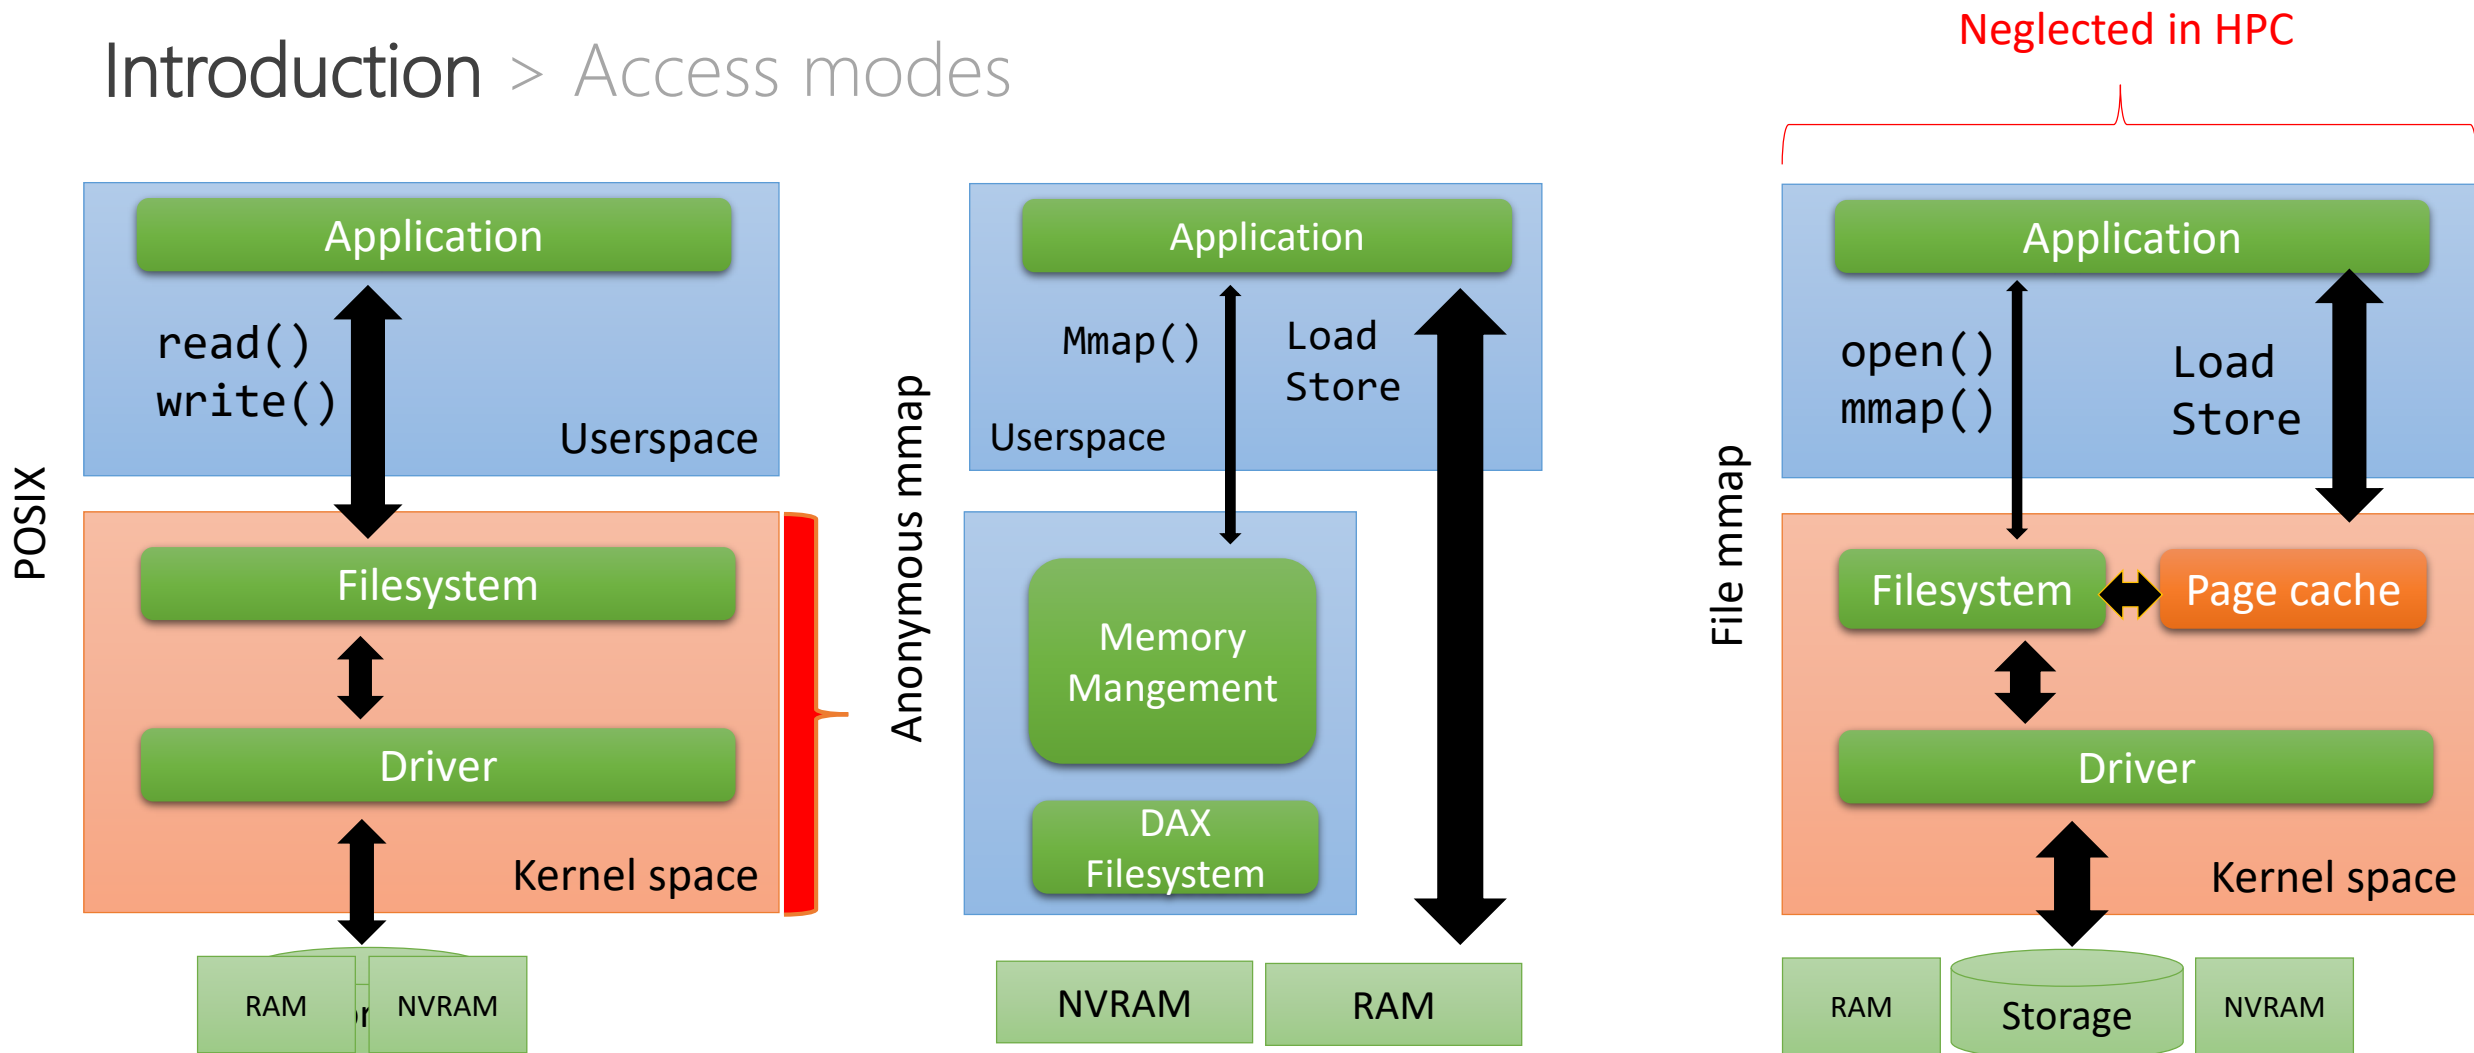 Neglected in HPC
Introduction > Access modes
POSIX
Application
read()
write()
Userspace
Filesystem
Driver
Kernel space
RAM
NVRAM
Anonymous mmap
Application
Mmap()
Load
Store
Userspace
Memory
Mangement
DAX
Filesystem
NVRAM
RAM
File mmap
Application
open()
mmap()
Load
Store
Filesystem
Page cache
Driver
Kernel space
RAM
Storage
NVRAM